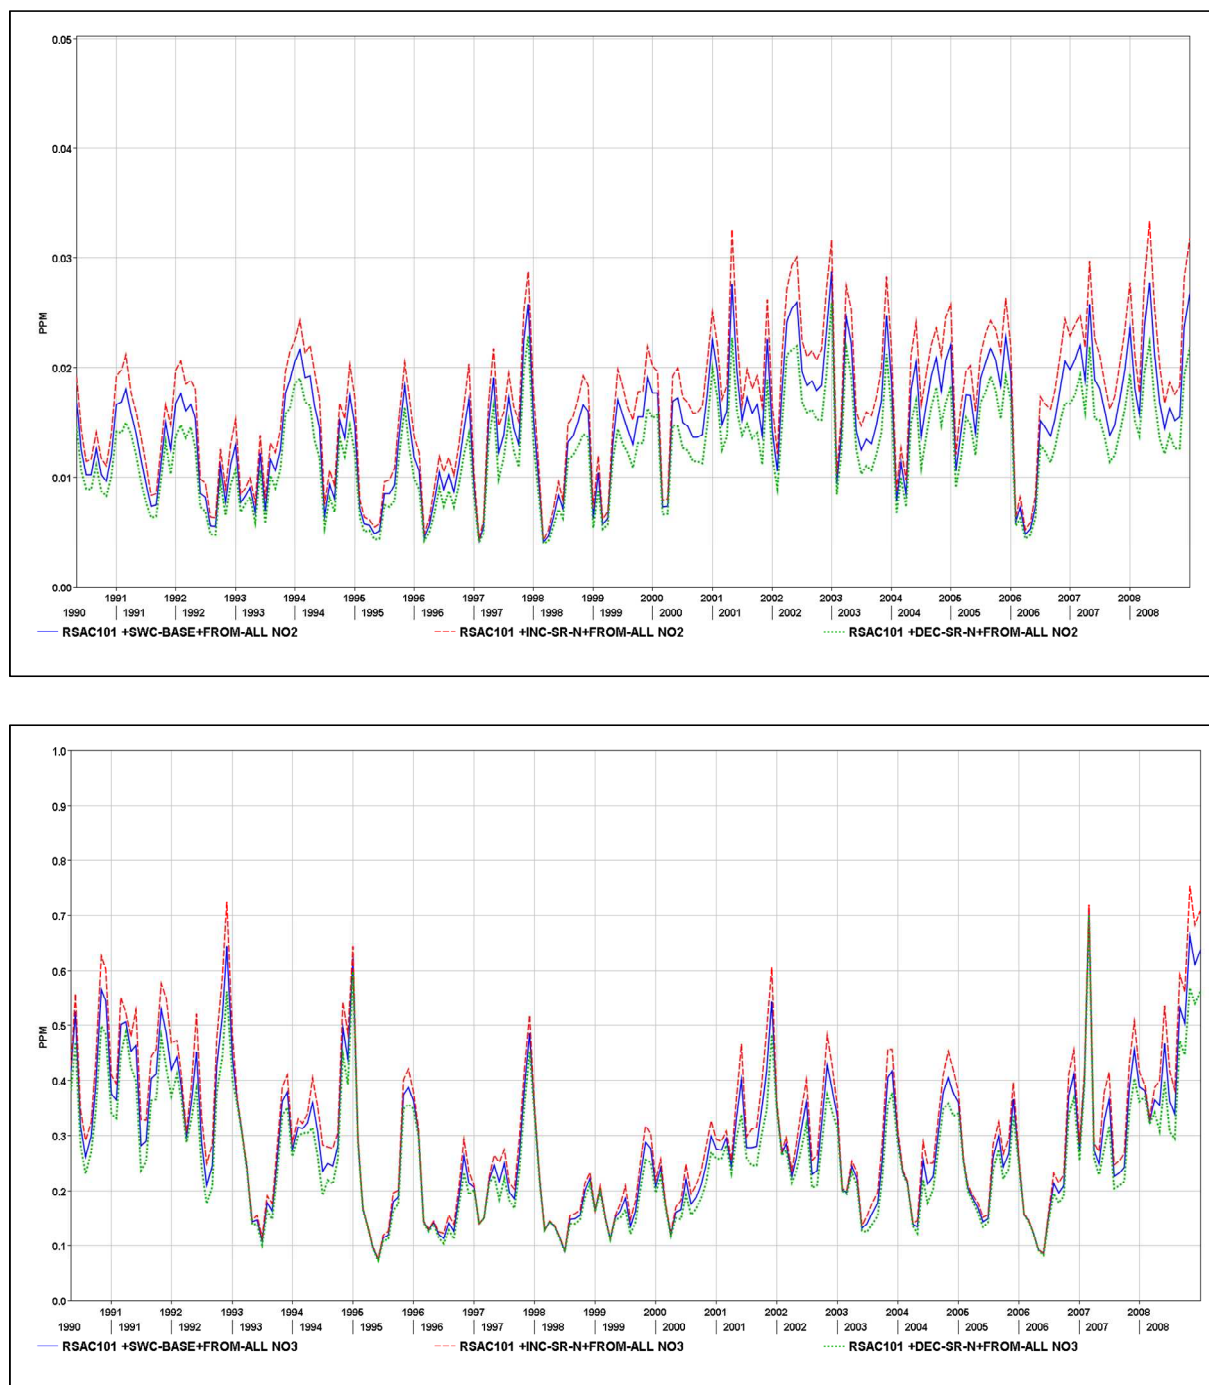 0.05
0.04
0.03
PPM
0.02
0.01
0.00
1991 1992 1993 1994 1995 1996 1997 1998 1999 2000 2001 2002 2003 2004 2005 2006 2007 2008
1990 1991 1992 1993 1994 1995 1996 1997 1998 1999 2000 2001 2002 2003 2004 2005 2006 2007 2008
RSAC101 +SWC-BASE+FROM-ALL NO2 RSAC101 +INC-SR-N+FROM-ALL NO2 RSAC101 +DEC-SR-N+FROM-ALL NO2
1.0
0.9
0.8
0.7
0.6
PPM
0.5
0.4
0.3
0.2
0.1
0.0
1991 1992 1993 1994 1995 1996 1997 1998 1999 2000 2001 2002 2003 2004 2005 2006 2007 2008
1990 1991 1992 1993 1994 1995 1996 1997 1998 1999 2000 2001 2002 2003 2004 2005 2006 2007 2008
RSAC101 +SWC-BASE+FROM-ALL NO3 RSAC101 +INC-SR-N+FROM-ALL NO3 RSAC101 +DEC-SR-N+FROM-ALL NO3